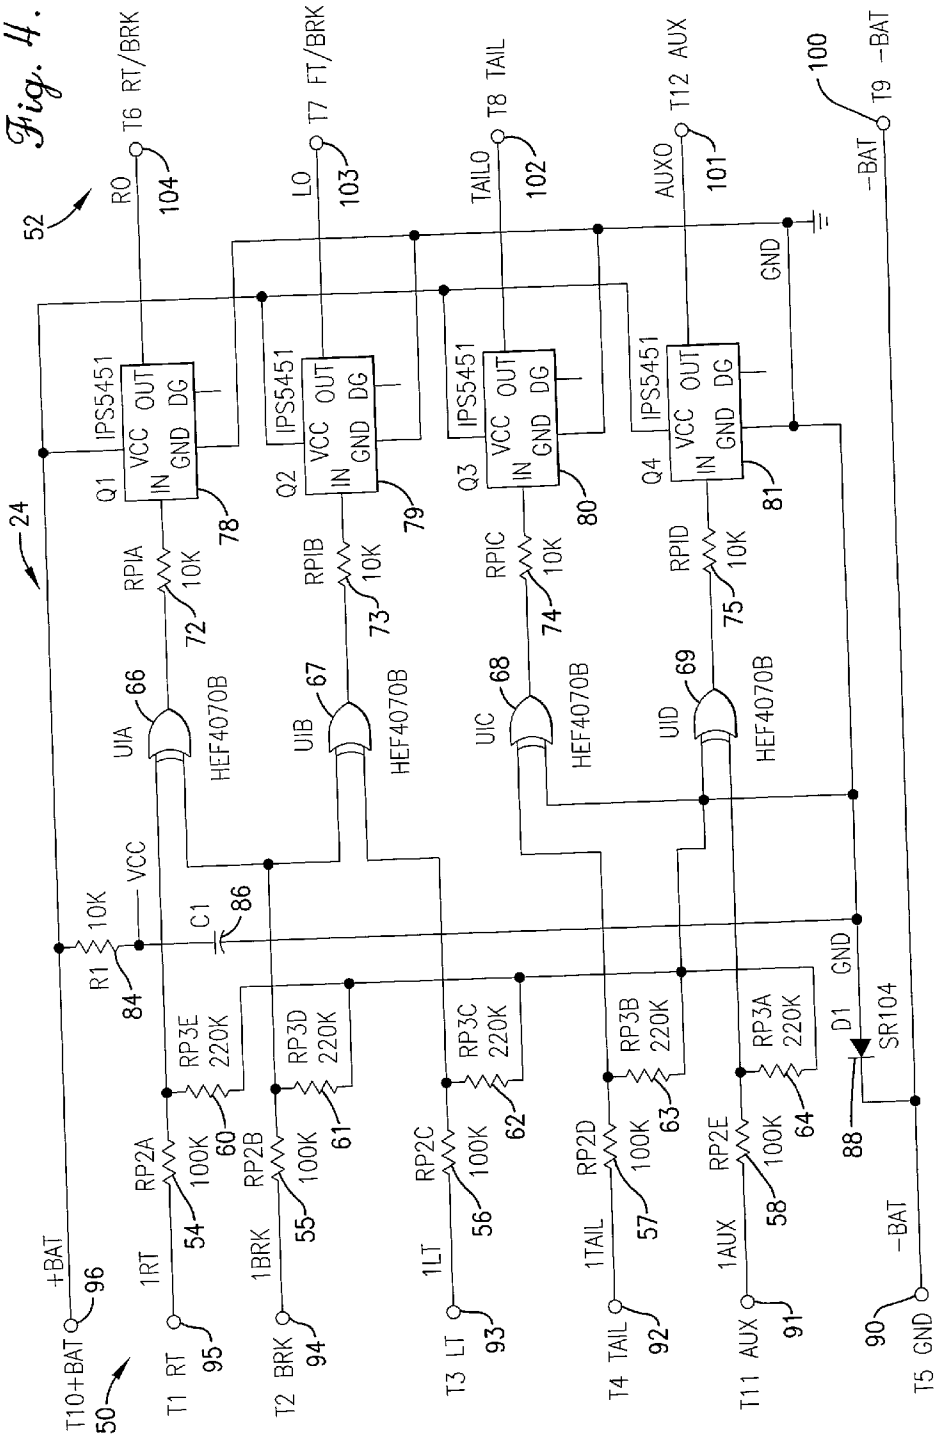 Fig. 4.
24
52
50
T10+BAT
96
+BAT
T1 RT
95
1RT
54
RP2A
100K
60
RP3E
220K
R1
10K
84
VCC
C1
86
UIA
66
HEF4070B
RPIA
72
10K
Q1
IPS5451
VCC
OUT
IN
GND
DG
78
RO
104
T6 RT/BRK
T2 BRK
94
1BRK
55
RP2B
100K
61
RP3D
220K
UIB
67
HEF4070B
RPIB
73
10K
Q2
IPS5451
VCC
OUT
IN
GND
DG
79
LO
103
T7 FT/BRK
T3 LT
93
1LT
56
RP2C
100K
62
RP3C
220K
UIC
68
HEF4070B
RPIC
74
10K
Q3
IPS5451
VCC
OUT
IN
GND
DG
80
TAILO
102
T8 TAIL
T4 TAIL
92
1TAIL
57
RP2D
100K
63
RP3B
220K
UID
69
HEF4070B
RPID
75
10K
Q4
IPS5451
VCC
OUT
IN
GND
DG
81
AUXO
101
T12 AUX
T11 AUX
91
1AUX
58
RP2E
100K
64
RP3A
220K
88
D1
SR104
GND
GND
T5 GND
90
-BAT
-BAT
100
T9 -BAT